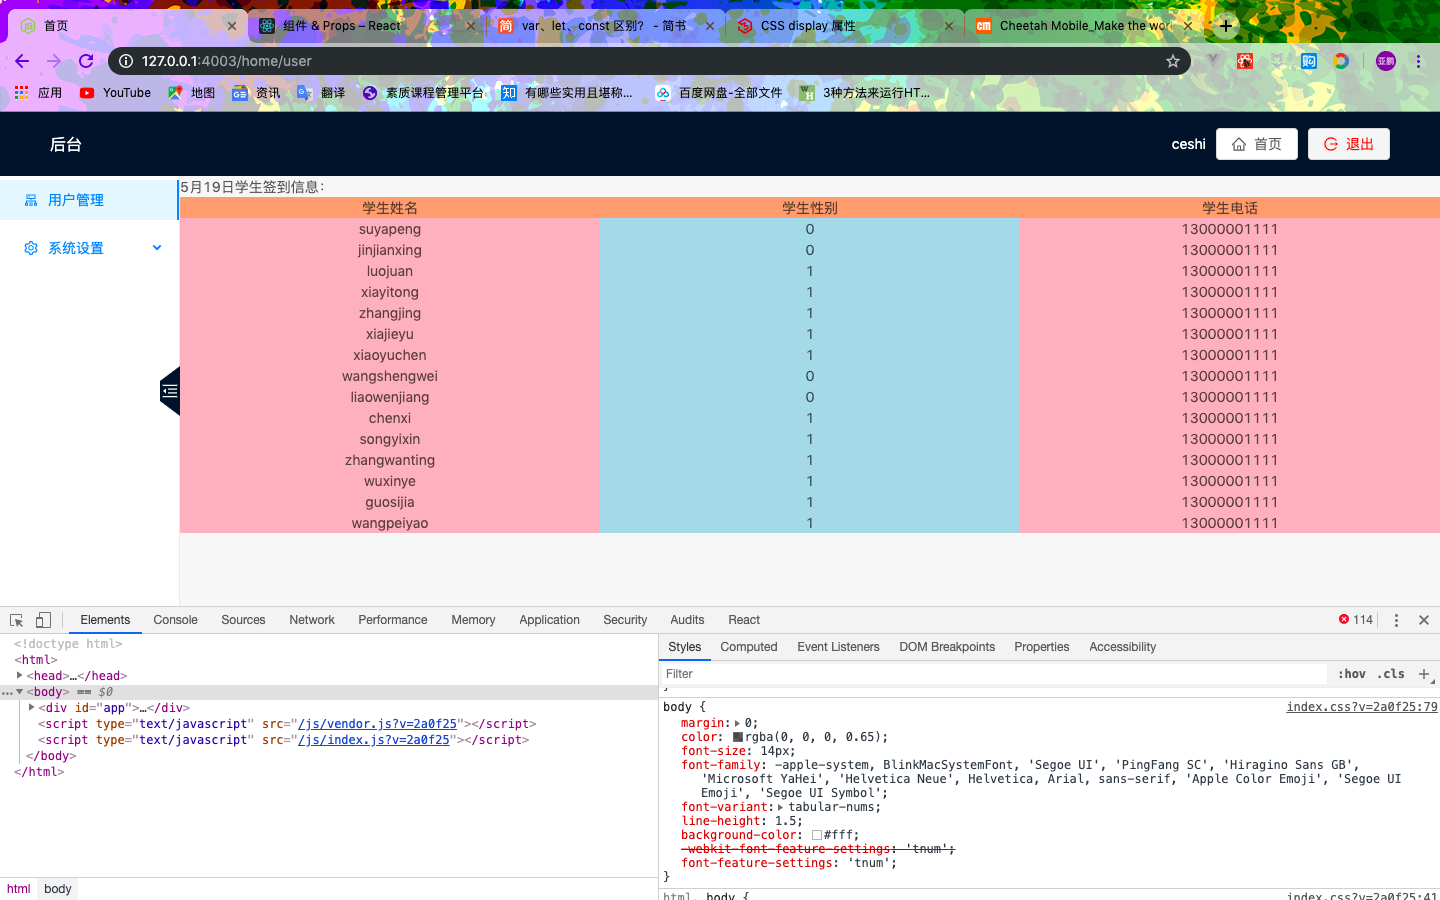 首页
组件 & Props – React
简 var、let、const 区别? - 简书
CSS display 属性
cm Cheetah Mobile_Make the wor
127.0.0.1:4003/home/user
购
亚鹏
应用 YouTube 地图 资讯 翻译 素质课程管理平台 知 有哪些实用且堪称... 百度网盘-全部文件 3种方法来运行HT...
后台
ceshi 首页 退出
用户管理
系统设置
5月19日学生签到信息:
学生姓名 学生性别 学生电话
suyapeng 0 13000001111
jinjianxing 0 13000001111
luojuan 1 13000001111
xiayitong 1 13000001111
zhangjing 1 13000001111
xiajieyu 1 13000001111
xiaoyuchen 1 13000001111
wangshengwei 0 13000001111
liaowenjiang 0 13000001111
chenxi 1 13000001111
songyixin 1 13000001111
zhangwanting 1 13000001111
wuxinye 1 13000001111
guosijia 1 13000001111
wangpeiyao 1 13000001111
Elements Console Sources Network Performance Memory Application Security Audits React 114
<!doctype html>
<html>
<head>…</head>
<body> == $0
<div id="app">…</div>
<script type="text/javascript" src="/js/vendor.js?v=2a0f25"></script>
<script type="text/javascript" src="/js/index.js?v=2a0f25"></script>
</body>
</html>
html body
Styles Computed Event Listeners DOM Breakpoints Properties Accessibility
Filter :hov .cls +
}
body { index.css?v=2a0f25:79
margin: 0;
color: rgba(0, 0, 0, 0.65);
font-size: 14px;
font-family: -apple-system, BlinkMacSystemFont, 'Segoe UI', 'PingFang SC', 'Hiragino Sans GB',
'Microsoft YaHei', 'Helvetica Neue', Helvetica, Arial, sans-serif, 'Apple Color Emoji', 'Segoe UI
Emoji', 'Segoe UI Symbol';
font-variant: tabular-nums;
line-height: 1.5;
background-color: #fff;
-webkit-font-feature-settings: 'tnum';
font-feature-settings: 'tnum';
}
html, body { index.css?v=2a0f25:41